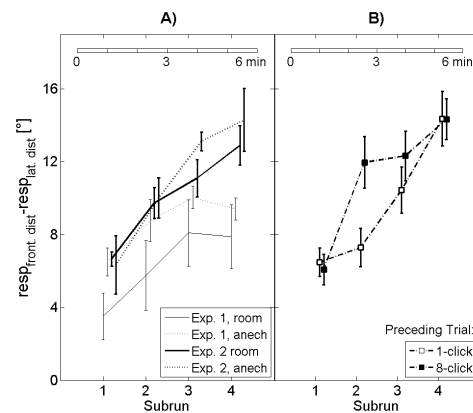 A)
B)
0 3 6 min
0 3 6 min
resp_front. dist-resp_lat. dist [°]
16
12
8
4
0
Exp. 1, room
Exp. 1, anech
Exp. 2 room
Exp. 2, anech
Preceding Trial:
1-click
8-click
1 2 3 4
1 2 3 4
Subrun
Subrun